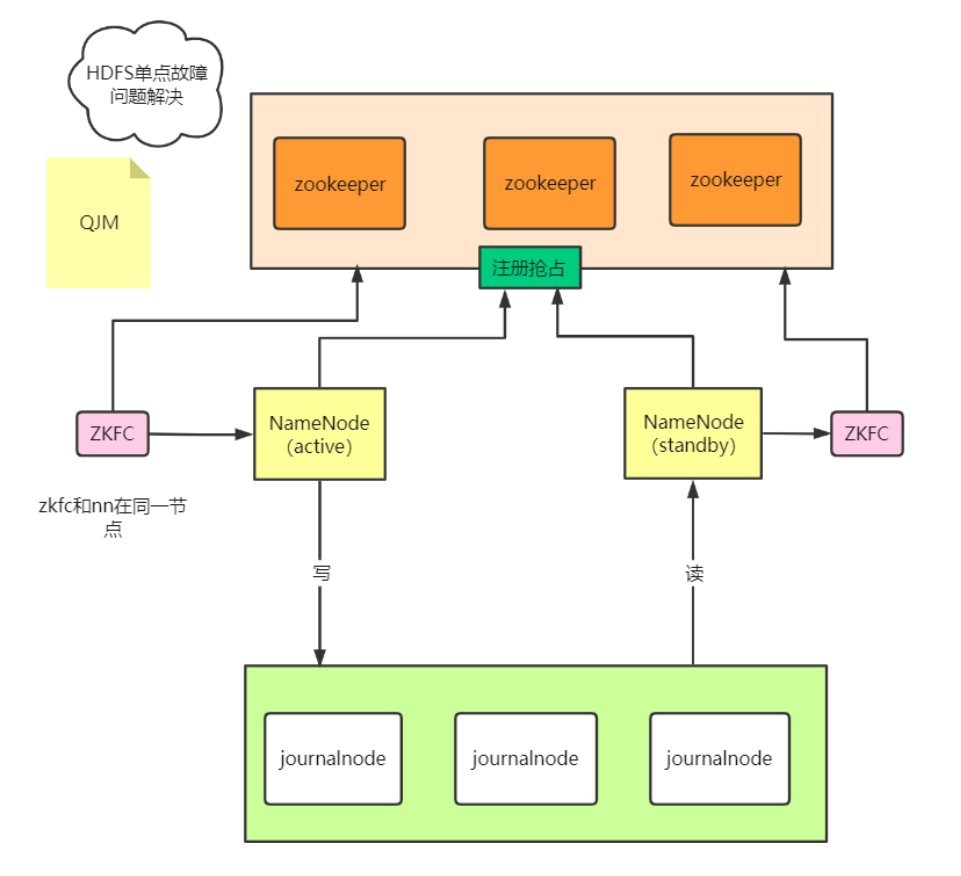 HDFS单点故障
问题解决
QJM
zookeeper
zookeeper
zookeeper
注册抢占
ZKFC
NameNode
（active）
NameNode
（standby）
ZKFC
zkfc和nn在同一节
点
写
读
journalnode
journalnode
journalnode